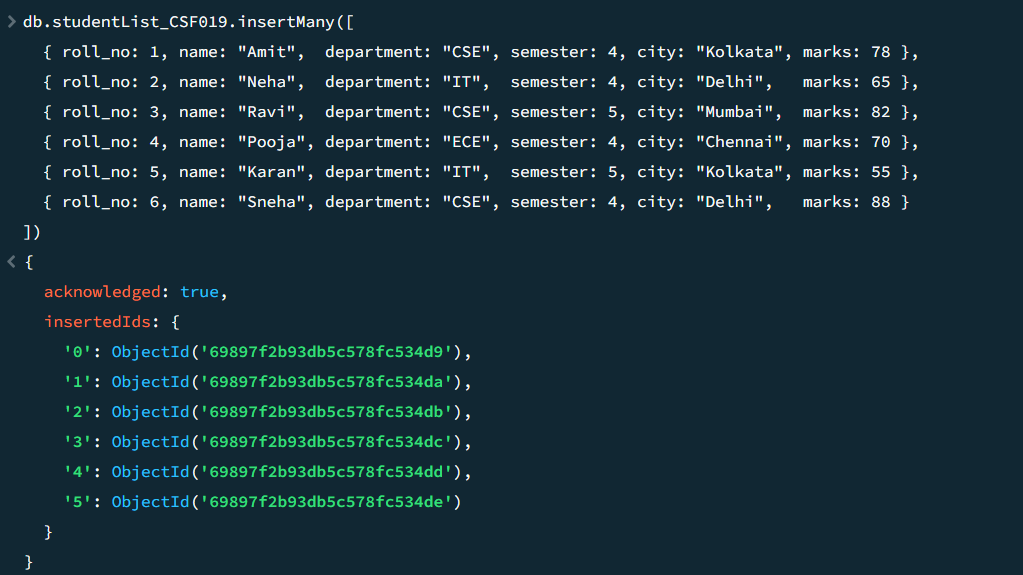 db.studentList_CSF019.insertMany([
{ roll_no: 1, name: "Amit",  department: "CSE", semester: 4, city: "Kolkata", marks: 78 },
{ roll_no: 2, name: "Neha",  department: "IT",  semester: 4, city: "Delhi",   marks: 65 },
{ roll_no: 3, name: "Ravi",  department: "CSE", semester: 5, city: "Mumbai",  marks: 82 },
{ roll_no: 4, name: "Pooja", department: "ECE", semester: 4, city: "Chennai", marks: 70 },
{ roll_no: 5, name: "Karan", department: "IT",  semester: 5, city: "Kolkata", marks: 55 },
{ roll_no: 6, name: "Sneha", department: "CSE", semester: 4, city: "Delhi",   marks: 88 }
])
{
acknowledged: true,
insertedIds: {
'0': ObjectId('69897f2b93db5c578fc534d9'),
'1': ObjectId('69897f2b93db5c578fc534da'),
'2': ObjectId('69897f2b93db5c578fc534db'),
'3': ObjectId('69897f2b93db5c578fc534dc'),
'4': ObjectId('69897f2b93db5c578fc534dd'),
'5': ObjectId('69897f2b93db5c578fc534de')
}
}